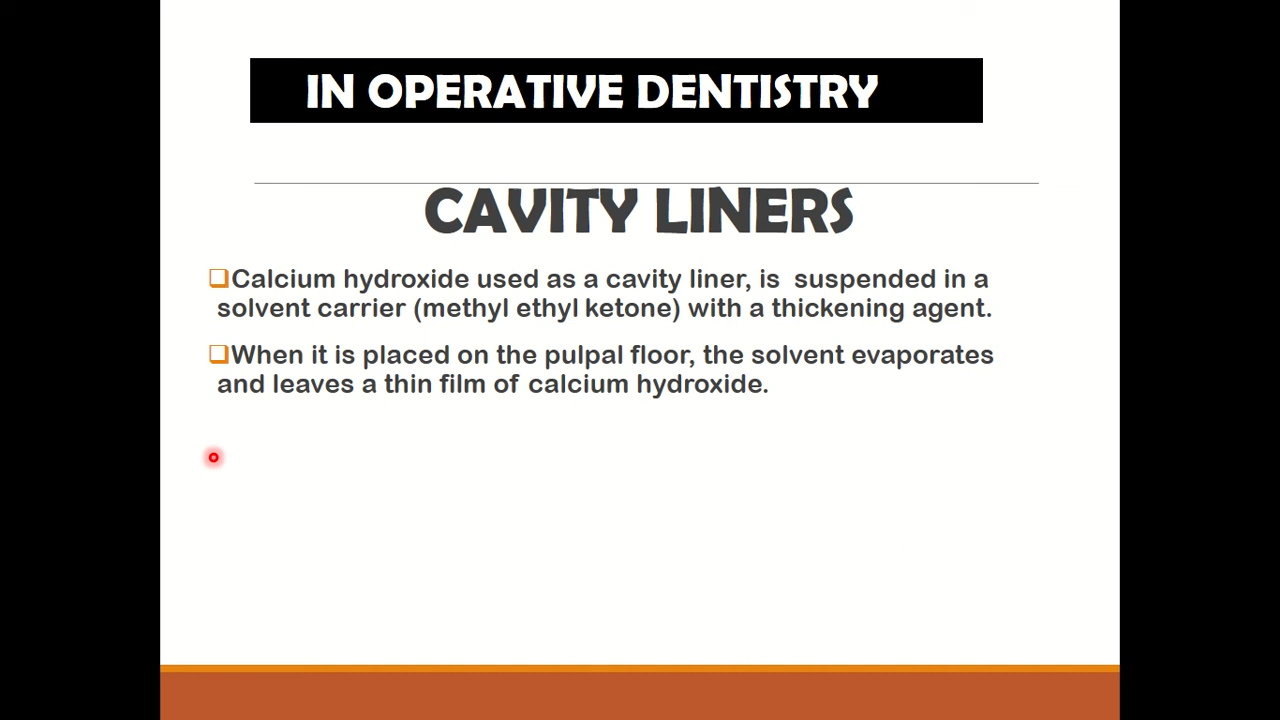 IN OPERATIVE DENTISTRY
CAVITY LINERS
❑Calcium hydroxide used as a cavity liner, is  suspended in a
solvent carrier (methyl ethyl ketone) with a thickening agent.
❑When it is placed on the pulpal floor, the solvent evaporates
and leaves a thin film of calcium hydroxide.